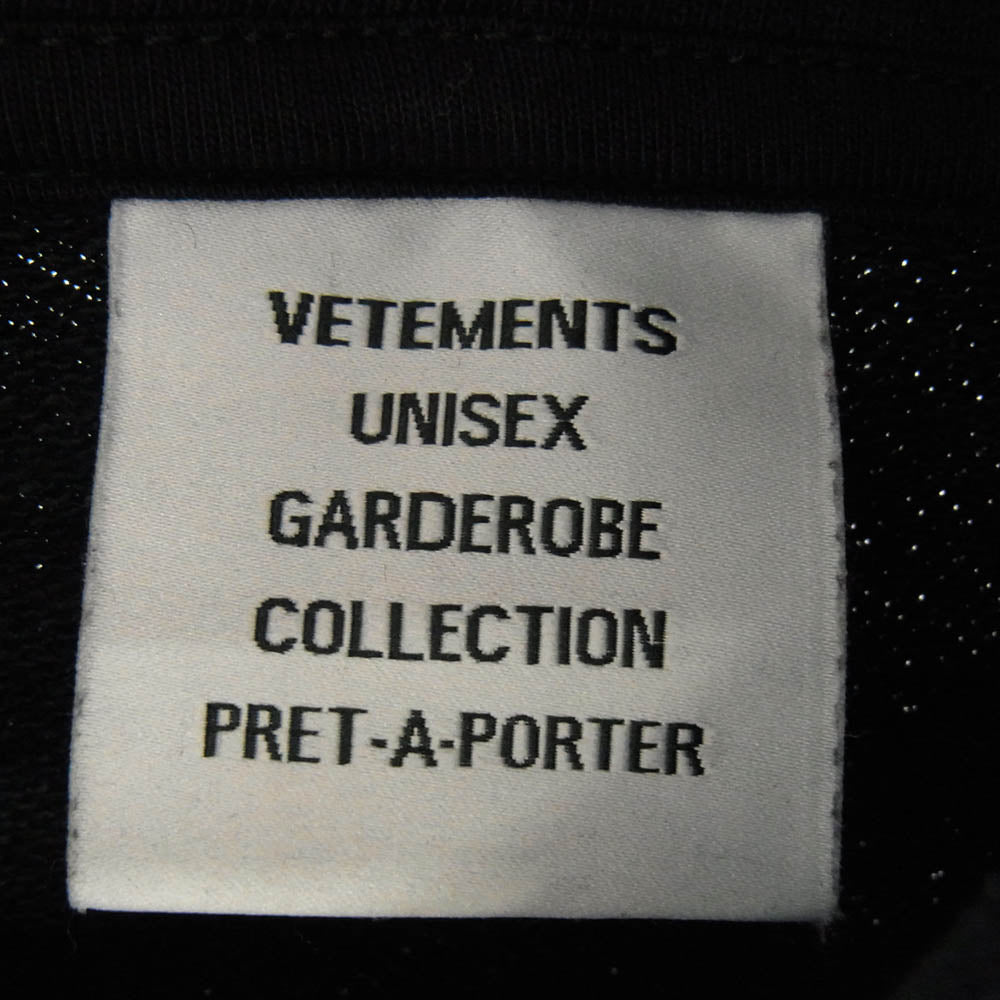 VETEMENTS
UNISEX
GARDEROBE
COLLECTION
PRET-A-PORTER